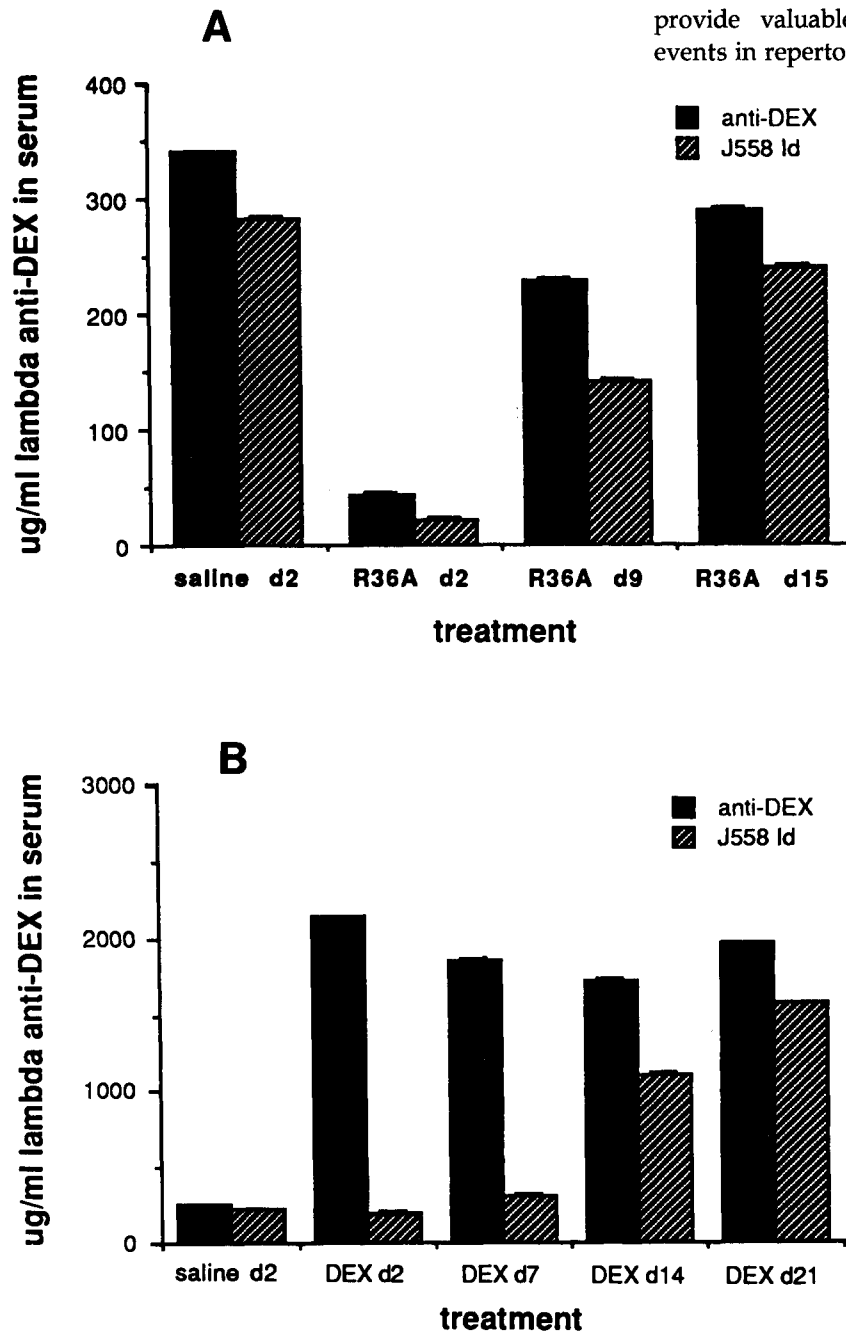 provide valuable
events in reperto
A
ug/ml lambda anti-DEX in serum
400
300
200
100
0
anti-DEX
J558 Id
saline d2
R36A d2
R36A d9
R36A d15
treatment
B
ug/ml lambda anti-DEX in serum
3000
2000
1000
0
anti-DEX
J558 Id
saline d2
DEX d2
DEX d7
DEX d14
DEX d21
treatment